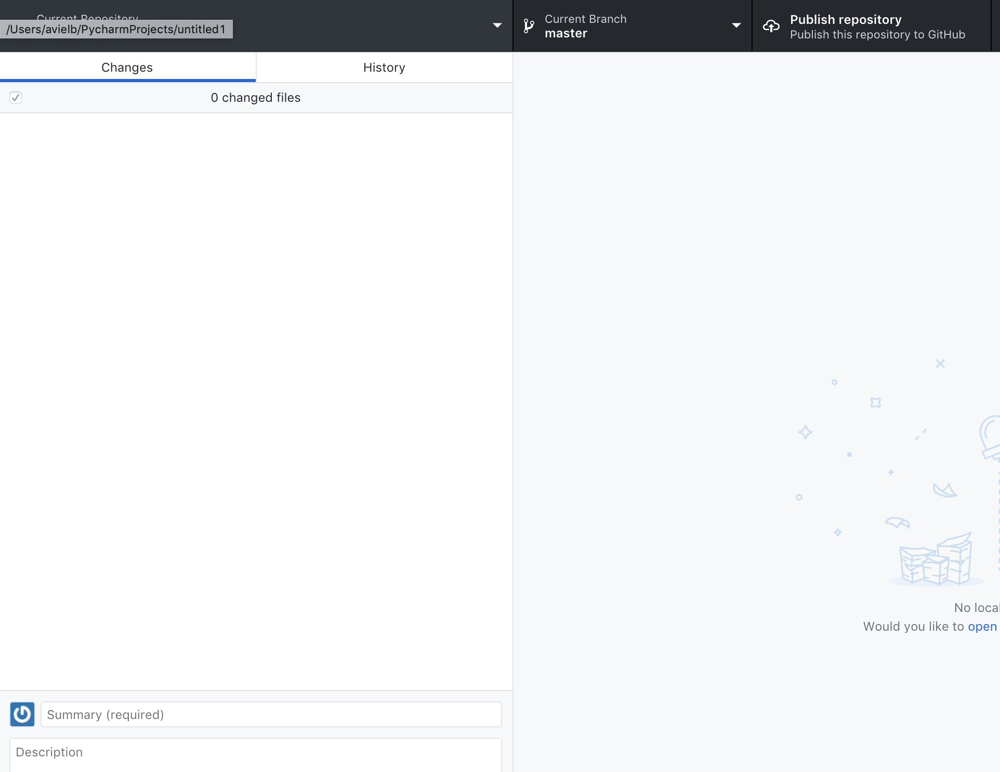 Current Repository
/Users/avielb/PycharmProjects/untitled1
Current Branch
master
Publish repository
Publish this repository to GitHub
Changes
History
0 changed files
No local
Would you like to open
Summary (required)
Description